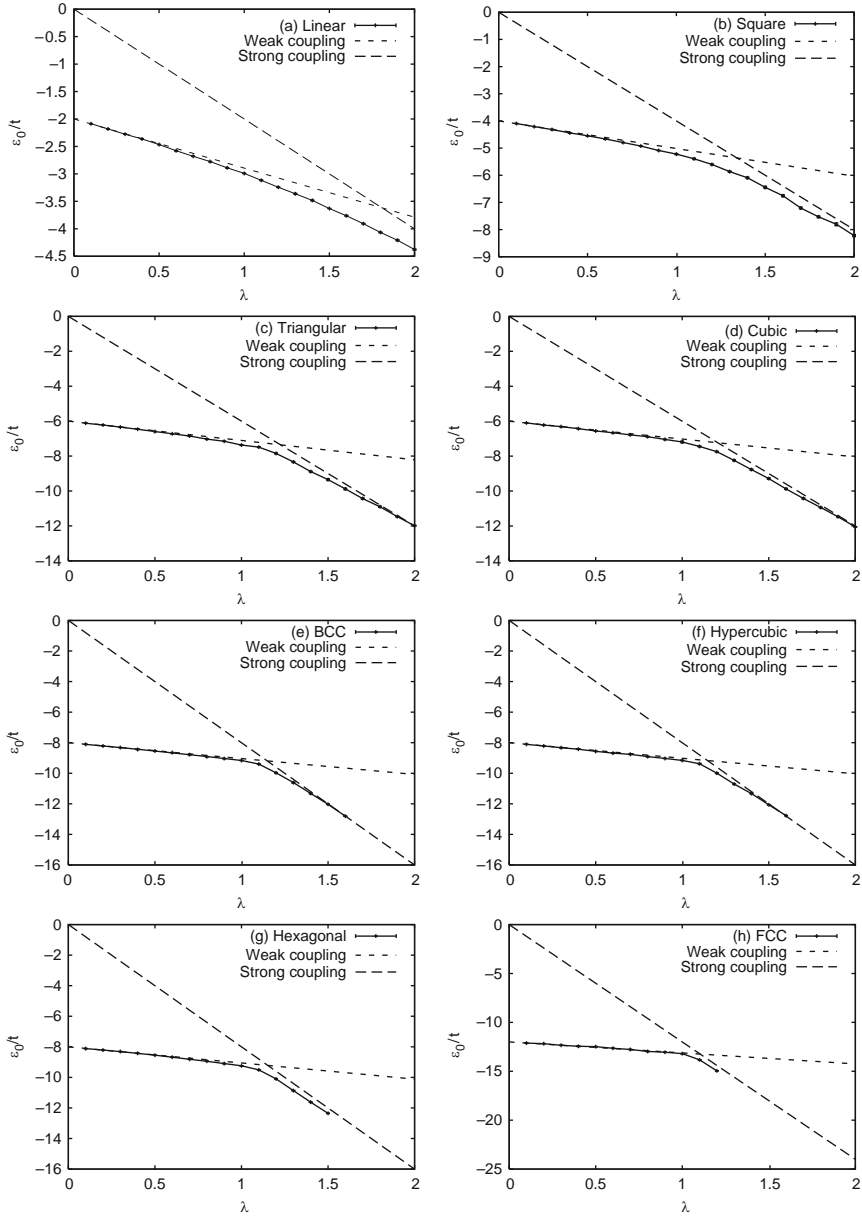 (a) Linear
Weak coupling
Strong coupling
0
−0.5
−1
−1.5
−2
−2.5
−3
−3.5
−4
−4.5
ε0/t
0 0.5 1 1.5 2
λ
(b) Square
Weak coupling
Strong coupling
0
−1
−2
−3
−4
−5
−6
−7
−8
−9
ε0/t
0 0.5 1 1.5 2
λ
(c) Triangular
Weak coupling
Strong coupling
0
−2
−4
−6
−8
−10
−12
−14
ε0/t
0 0.5 1 1.5 2
λ
(d) Cubic
Weak coupling
Strong coupling
0
−2
−4
−6
−8
−10
−12
−14
ε0/t
0 0.5 1 1.5 2
λ
(e) BCC
Weak coupling
Strong coupling
0
−2
−4
−6
−8
−10
−12
−14
−16
ε0/t
0 0.5 1 1.5 2
λ
(f) Hypercubic
Weak coupling
Strong coupling
0
−2
−4
−6
−8
−10
−12
−14
−16
ε0/t
0 0.5 1 1.5 2
λ
(g) Hexagonal
Weak coupling
Strong coupling
0
−2
−4
−6
−8
−10
−12
−14
−16
ε0/t
0 0.5 1 1.5 2
λ
(h) FCC
Weak coupling
Strong coupling
0
−5
−10
−15
−20
−25
ε0/t
0 0.5 1 1.5 2
λ